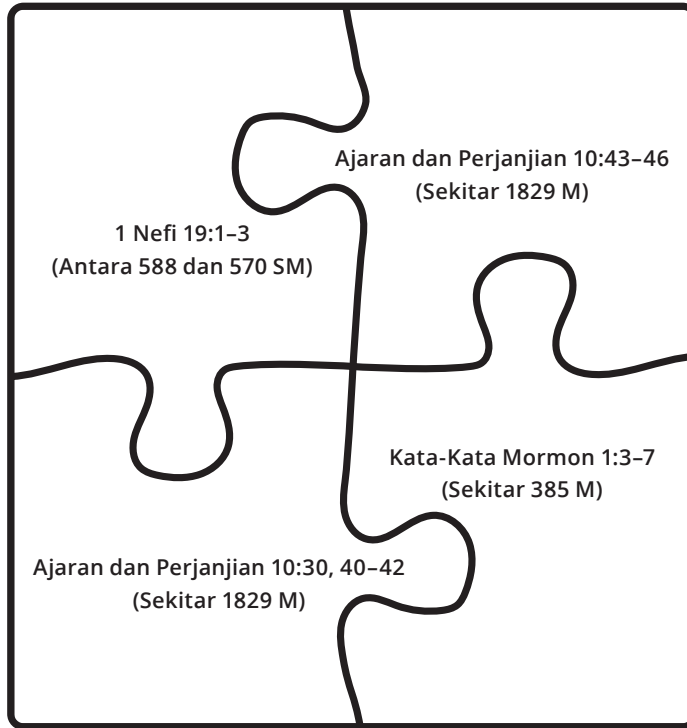 1 Nefi 19:1–3
(Antara 588 dan 570 SM)
Ajaran dan Perjanjian 10:43–46
(Sekitar 1829 M)
Ajaran dan Perjanjian 10:30, 40–42
(Sekitar 1829 M)
Kata-Kata Mormon 1:3–7
(Sekitar 385 M)